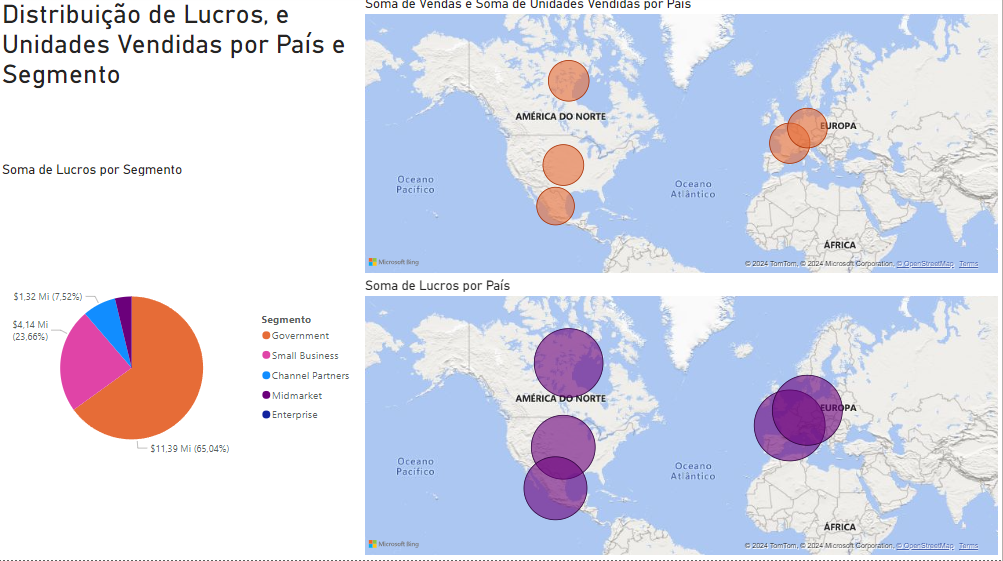 Distribuição de Lucros, e
Unidades Vendidas por País e
Segmento
Soma de Lucros por Segmento
$1,32 Mi (7,52%)
$4,14 Mi
(23,66%)
$11,39 Mi (65,04%)
Segmento
Government
Small Business
Channel Partners
Midmarket
Enterprise
Soma de Vendas e Soma de Unidades Vendidas por País
AMÉRICA DO NORTE
EUROPA
Oceano
Pacífico
Oceano
Atlântico
ÁFRICA
Microsoft Bing
© 2024 TomTom, © 2024 Microsoft Corporation, © OpenStreetMap Terms
Soma de Lucros por País
AMÉRICA DO NORTE
EUROPA
Oceano
Pacífico
Oceano
Atlântico
ÁFRICA
Microsoft Bing
© 2024 TomTom, © 2024 Microsoft Corporation, © OpenStreetMap Terms